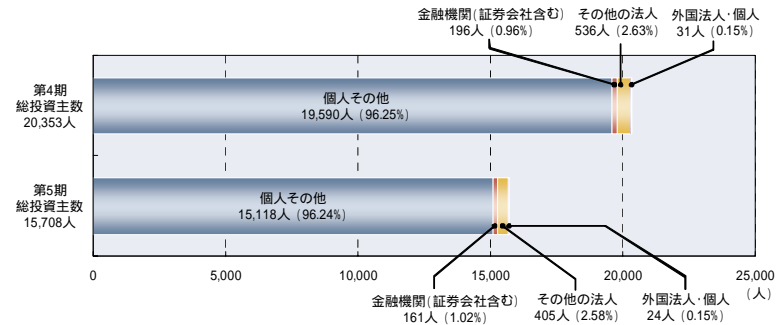 金融機関(証券会社含む)
196人 (0.96%)
その他の法人
536人 (2.63%)
外国法人･個人
31人 (0.15%)
第4期
総投資主数
20,353人
個人その他
19,590人 (96.25%)
第5期
総投資主数
15,708人
個人その他
15,118人 (96.24%)
0
5,000
10,000
15,000
20,000
25,000
(人)
金融機関(証券会社含む)
161人 (1.02%)
その他の法人
405人 (2.58%)
外国法人･個人
24人 (0.15%)